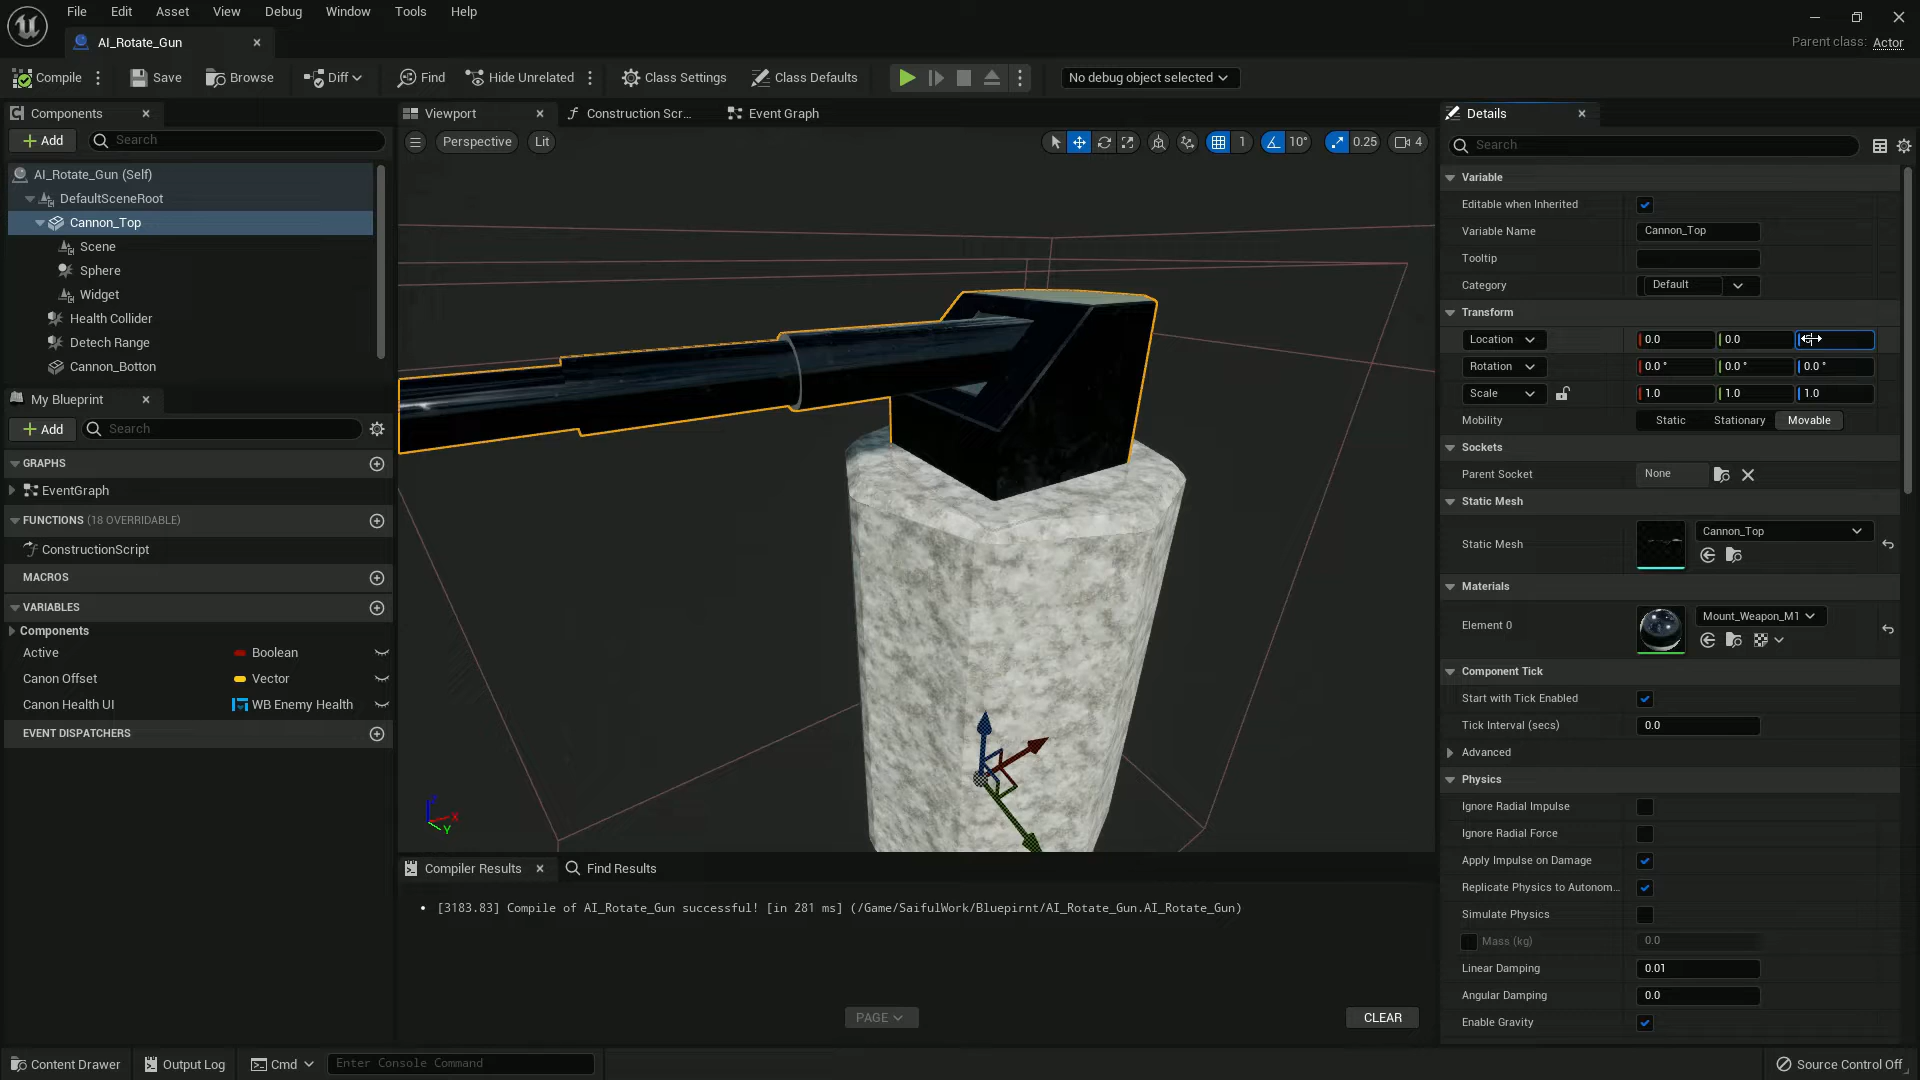 File Edit Asset View Debug Window Tools Help
AI_Rotate_Gun
Parent class: Actor
Compile Save Browse Diff Find Hide Unrelated Class Settings Class Defaults No debug object selected
Components
Add Search
AI_Rotate_Gun (Self)
DefaultSceneRoot
Cannon_Top
Scene
Sphere
Widget
Health Collider
Detech Range
Cannon_Botton
My Blueprint
Add Search
GRAPHS
EventGraph
FUNCTIONS (18 OVERRIDABLE)
ConstructionScript
MACROS
VARIABLES
Components
Active Boolean
Canon Offset Vector
Canon Health UI WB Enemy Health
EVENT DISPATCHERS
Viewport Construction Scr... Event Graph
Perspective Lit 1 10° 0.25 4
X
Y
Compiler Results Find Results
[3183.83] Compile of AI_Rotate_Gun successful! [in 281 ms] (/Game/SaifulWork/Bluepirnt/AI_Rotate_Gun.AI_Rotate_Gun)
PAGE CLEAR
Details
Search
Variable
Editable when Inherited
Variable Name Cannon_Top
Tooltip
Category Default
Transform
Location 0.0 0.0
Rotation 0.0 ° 0.0 ° 0.0 °
Scale 1.0 1.0 1.0
Mobility Static Stationary Movable
Sockets
Parent Socket None
Static Mesh
Static Mesh Cannon_Top
Materials
Element 0 Mount_Weapon_M1
Component Tick
Start with Tick Enabled
Tick Interval (secs) 0.0
Advanced
Physics
Ignore Radial Impulse
Ignore Radial Force
Apply Impulse on Damage
Replicate Physics to Autonom...
Simulate Physics
Mass (kg) 0.0
Linear Damping 0.01
Angular Damping 0.0
Enable Gravity
Content Drawer Output Log Cmd Enter Console Command Source Control Off